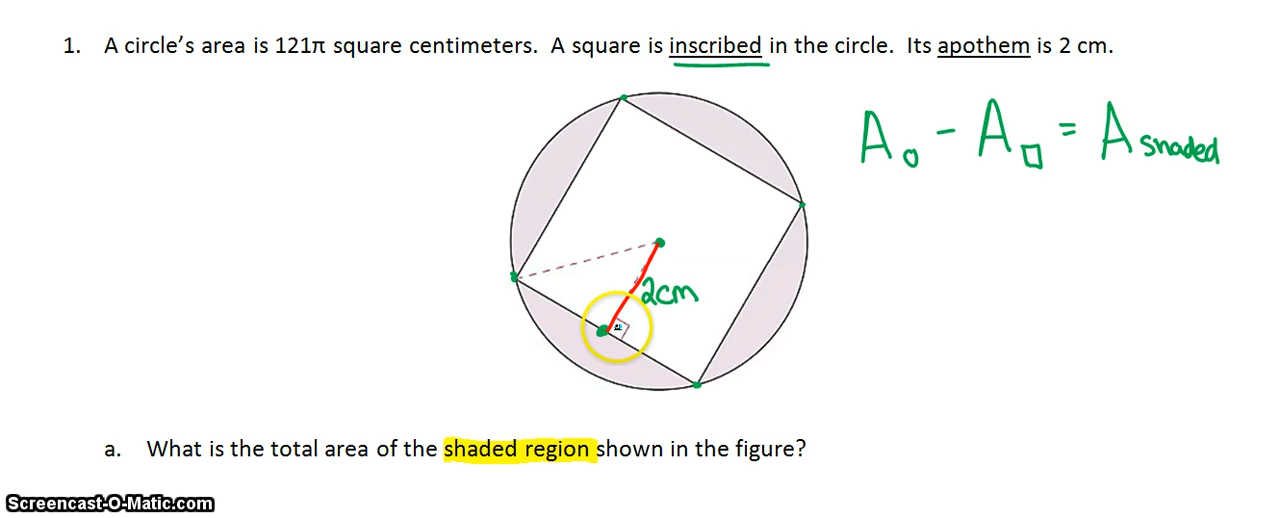 1. A circle's area is 121π square centimeters. A square is inscribed in the circle. Its apothem is 2 cm.
A○ - A□ = A shaded
2cm
a. What is the total area of the shaded region shown in the figure?
Screencast-O-Matic.com